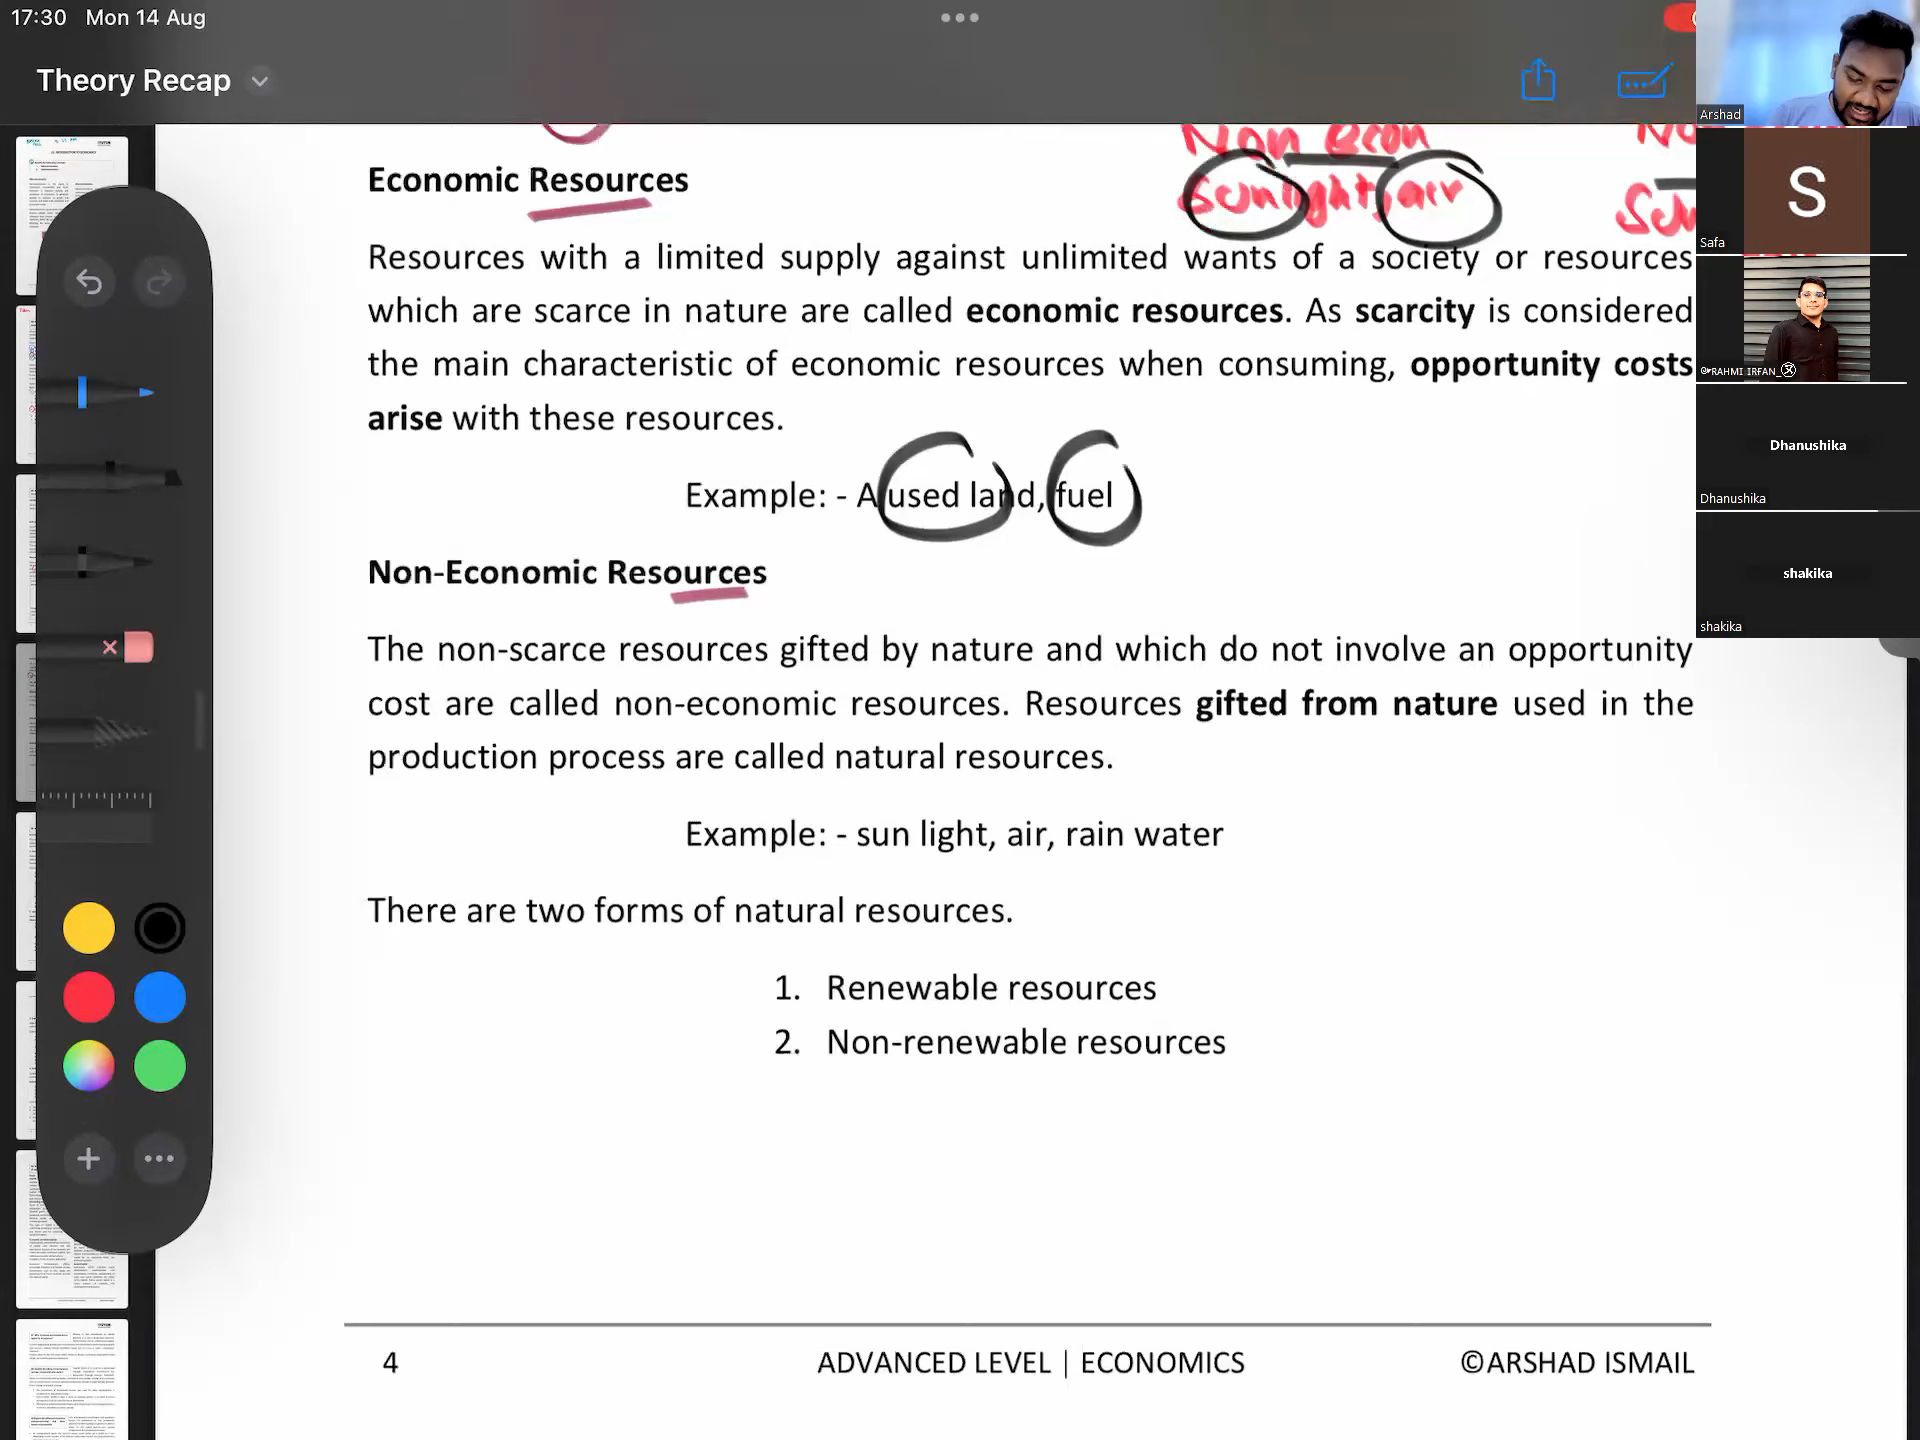 17:30 Mon 14 Aug
Theory Recap
Arshad
Non Econ
Sunlight, air
Economic Resources
S
Safa
Resources with a limited supply against unlimited wants of a society or resources
which are scarce in nature are called economic resources. As scarcity is considered
the main characteristic of economic resources when consuming, opportunity costs
arise with these resources.
RAHMI IRFAN_
Dhanushika
Dhanushika
Example: - A used land, fuel
shakika
shakika
Non-Economic Resources
The non-scarce resources gifted by nature and which do not involve an opportunity
cost are called non-economic resources. Resources gifted from nature used in the
production process are called natural resources.
Example: - sun light, air, rain water
There are two forms of natural resources.
1. Renewable resources
2. Non-renewable resources
4 ADVANCED LEVEL | ECONOMICS ©ARSHAD ISMAIL